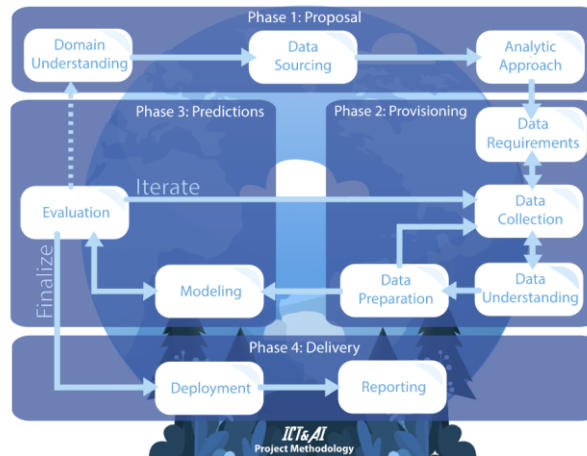 Phase 1: Proposal
Domain
Understanding
Data
Sourcing
Analytic
Approach
Phase 3: Predictions
Phase 2: Provisioning
Data
Requirements
Iterate
Evaluation
Data
Collection
Finalize
Modeling
Data
Preparation
Data
Understanding
Phase 4: Delivery
Deployment
Reporting
ICT&AI
Project Methodology